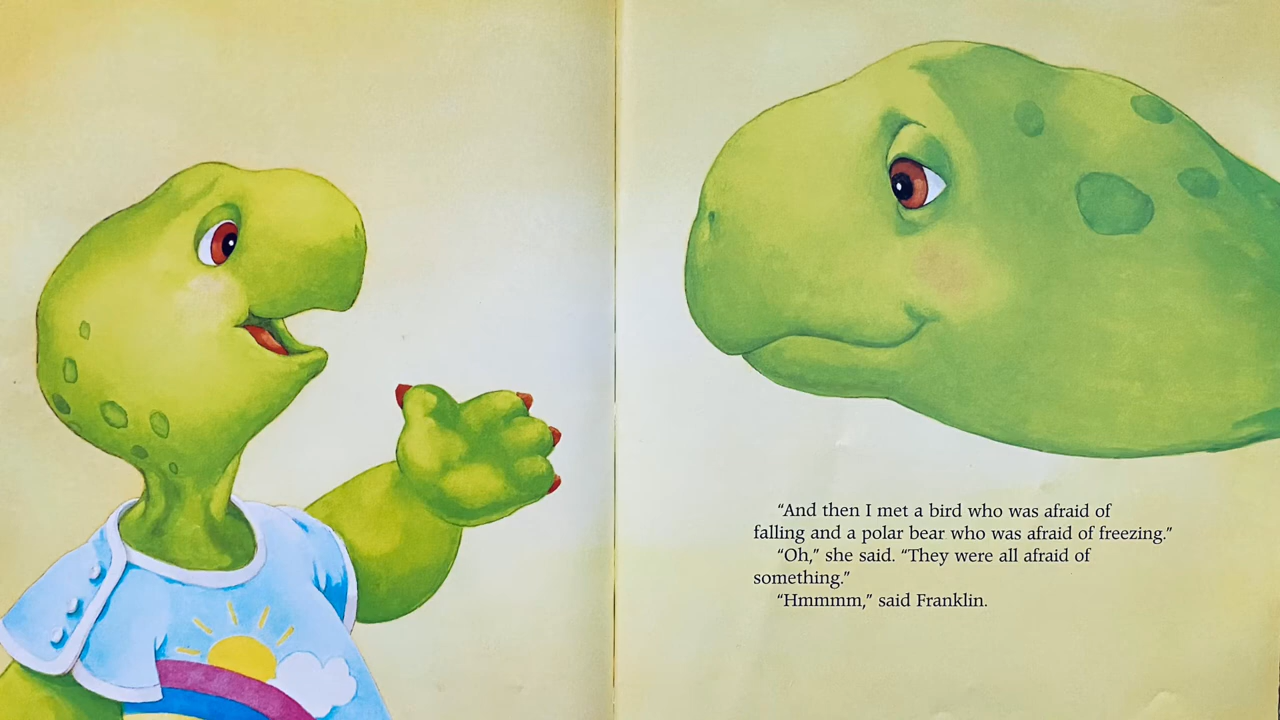 “And then I met a bird who was afraid of
falling and a polar bear who was afraid of freezing.”
“Oh,” she said. “They were all afraid of
something.”
“Hmmmm,” said Franklin.